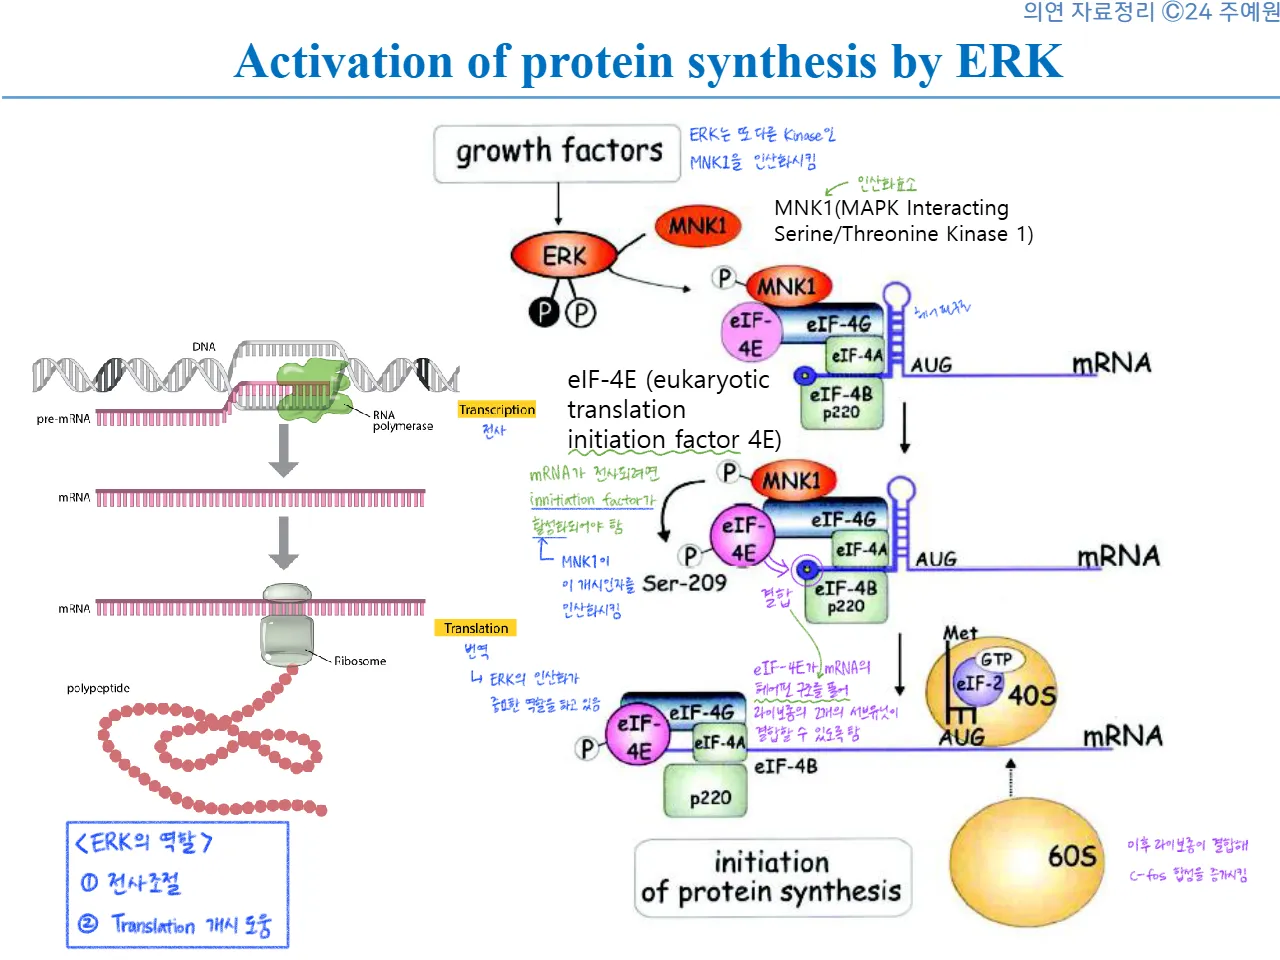 의연 자료정리 Ⓒ24 주예원
Activation of protein synthesis by ERK
growth factors
ERK는 또 다른 Kinase인
MNK1을 인산화시킴
인산화효소
MNK1(MAPK Interacting
Serine/Threonine Kinase 1)
MNK1
ERK
P
P
P
MNK1
eIF-
4E
eIF-4G
eIF-4A
eIF-4B
p220
헤어핀구조
AUG
mRNA
DNA
pre-mRNA
RNA
polymerase
Transcription
전사
mRNA
mRNA
Ribosome
polypeptide
Translation
번역
↳ ERK의 인산화가
중요한 역할을 하고 있음
eIF-4E (eukaryotic
translation
initiation factor 4E)
mRNA가 전사되려면
innitiation factor가
활성화되어야 함
MNK1이
이 개시인자를
인산화시킴
P
MNK1
eIF-
4E
eIF-4G
eIF-4A
eIF-4B
p220
P
Ser-209
결합
AUG
mRNA
eIF-4E가 mRNA의
헤어핀 구조를 풀어
라이보좀의 2개의 서브유닛이
결합할 수 있도록 함
P
eIF-
4E
eIF-4G
eIF-4A
eIF-4B
p220
Met
GTP
eIF-2
40S
AUG
mRNA
60S
이후 라이보좀이 결합해
c-fos 합성을 증가시킴
initiation
of protein synthesis
<ERK의 역할>
① 전사조절
② Translation 개시 도움